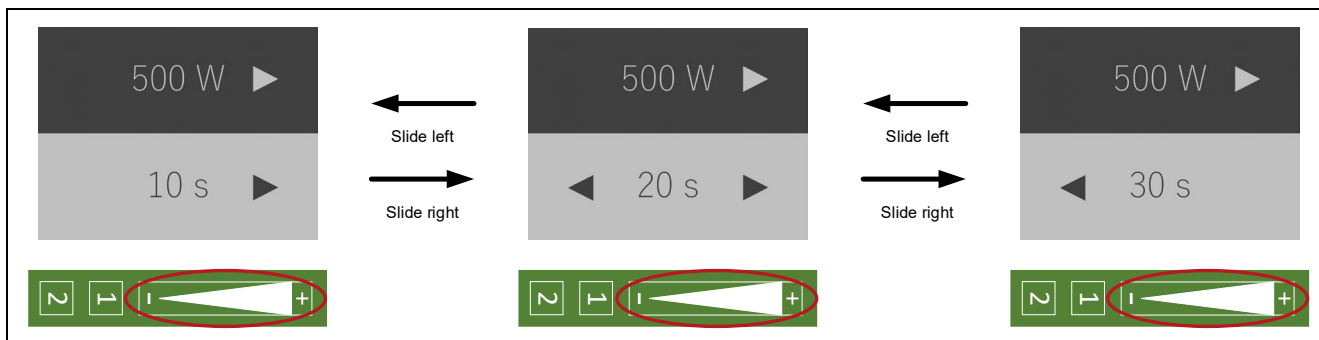 500 W ▶
10 s ▶
Slide left
Slide right
500 W ▶
◀ 20 s ▶
Slide left
Slide right
500 W ▶
◀ 30 s
2 1 - +
2 1 - +
2 1 - +